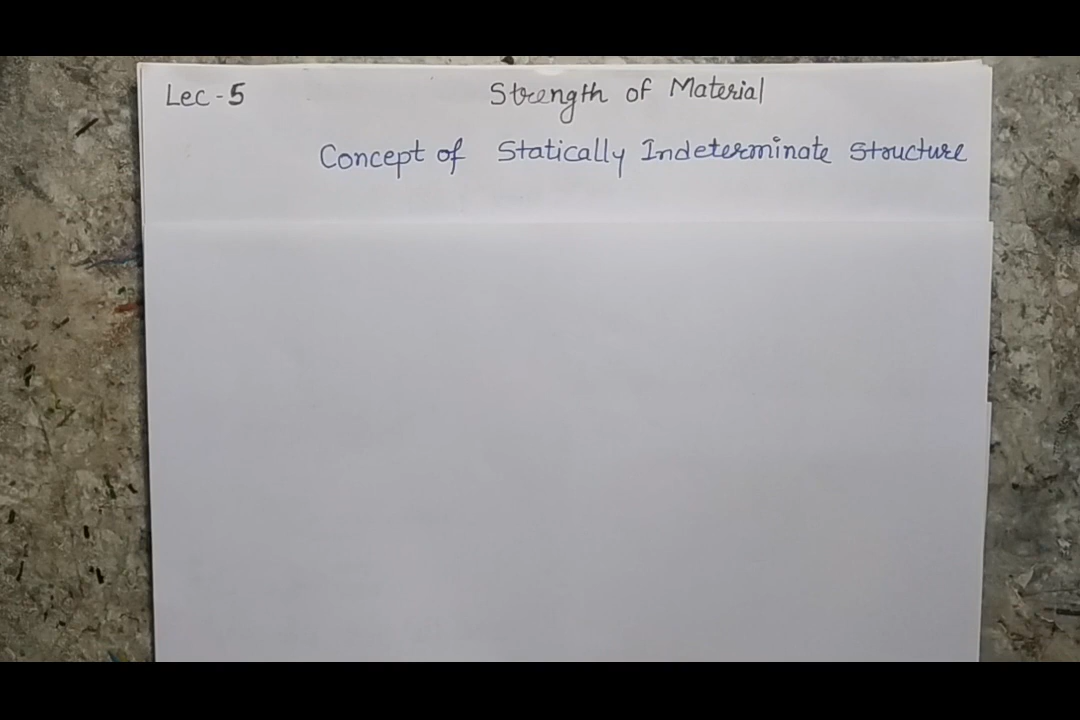 Lec - 5 Strength of Material
Concept of Statically Indeterminate Structure